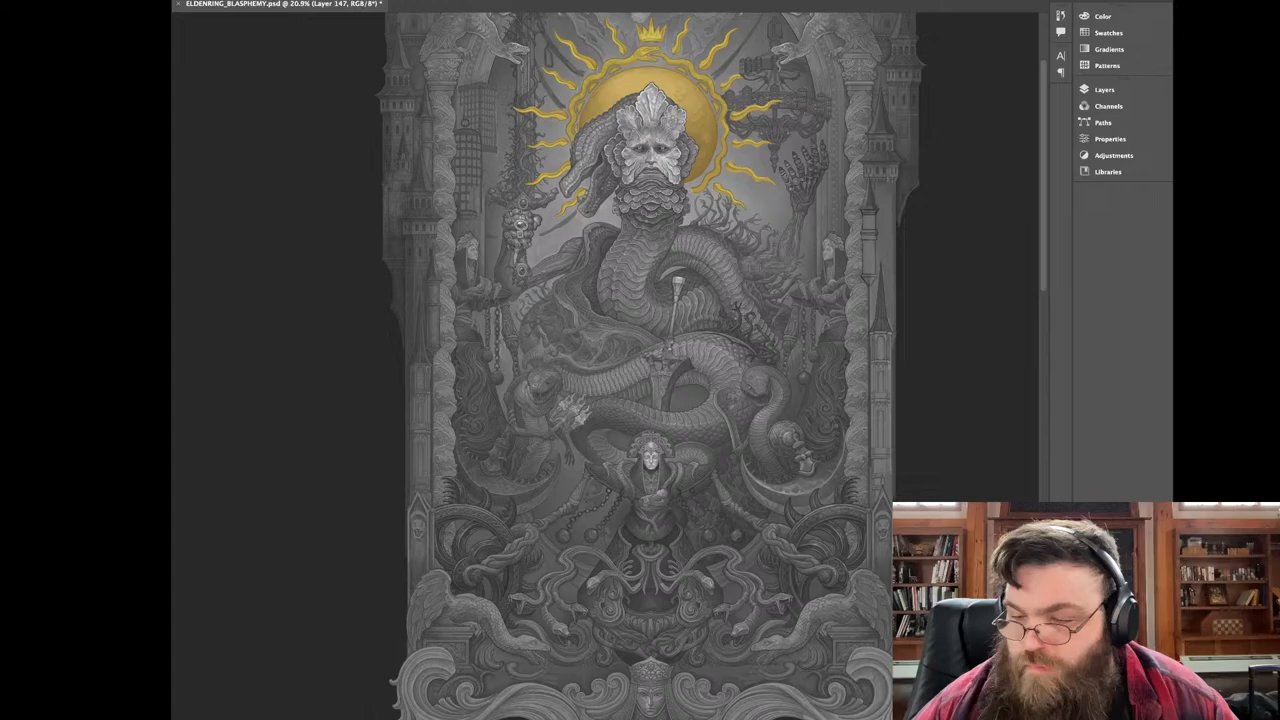 × ELDENRING_BLASPHEMY.psd @ 20.9% (Layer 147, RGB/8*) *
Color
Swatches
A|
Gradients
¶
Patterns
Layers
Channels
Paths
Properties
Adjustments
Libraries